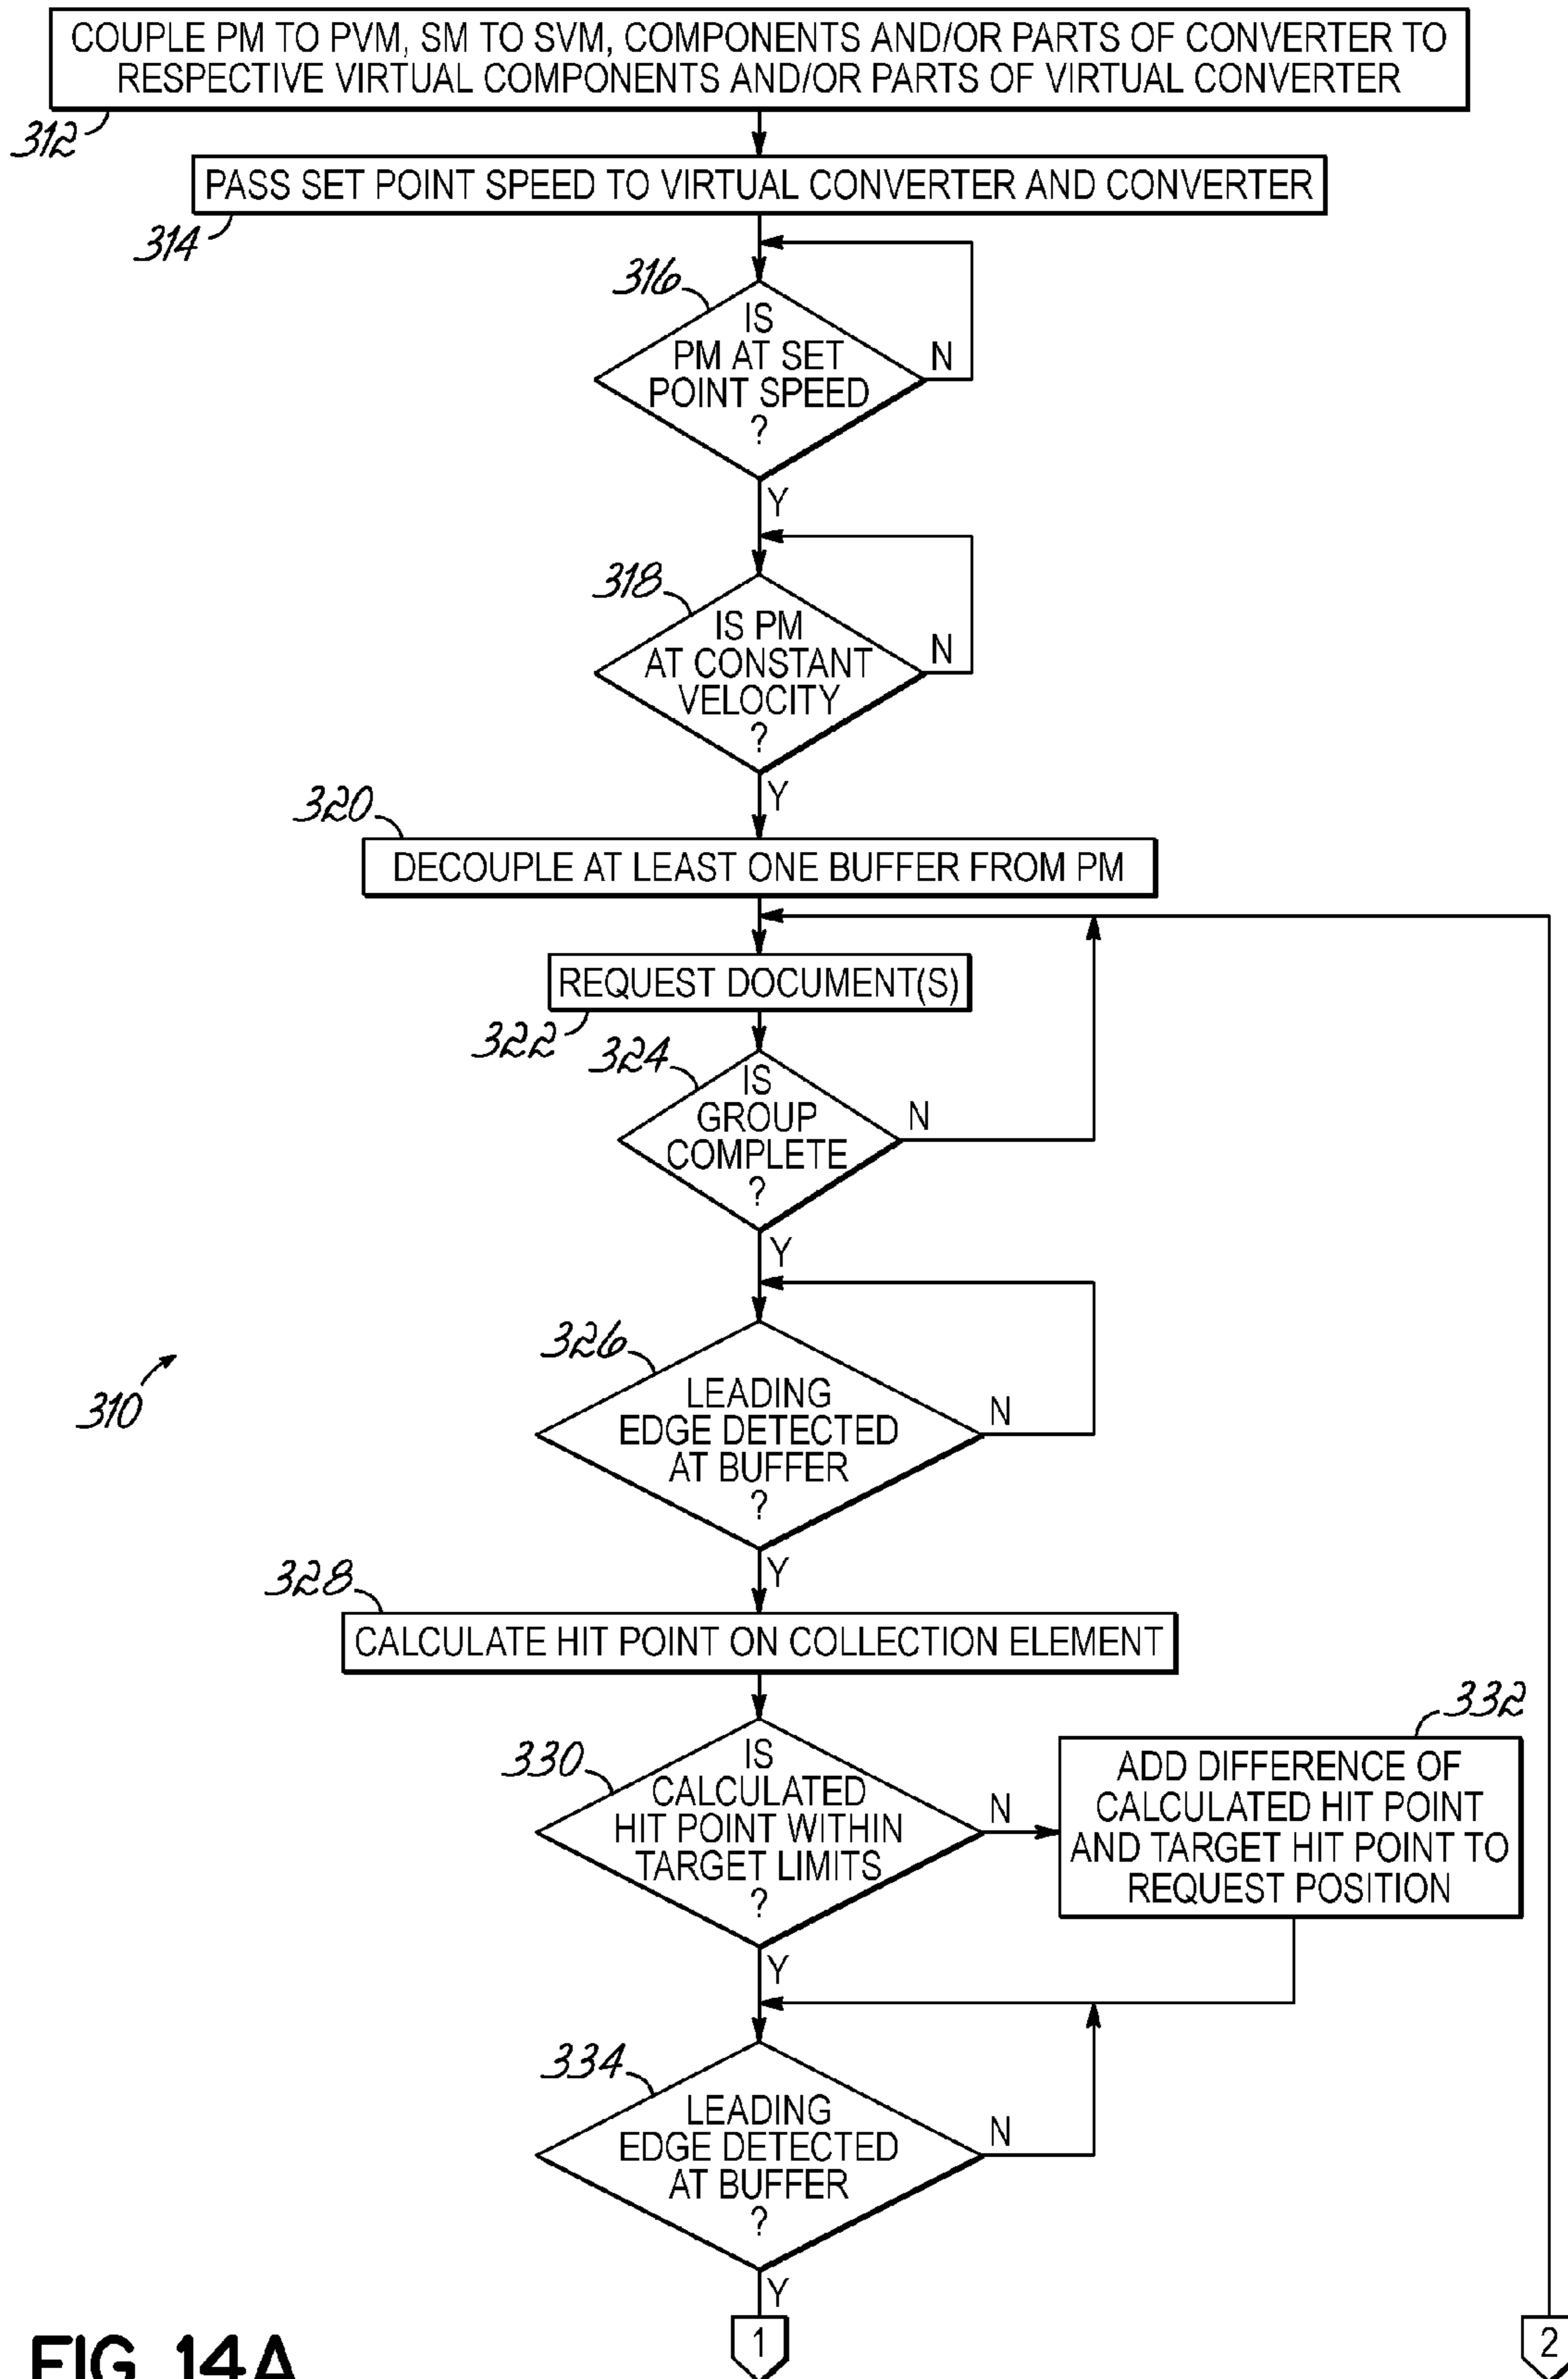 COUPLE PM TO PVM, SM TO SVM, COMPONENTS AND/OR PARTS OF CONVERTER TO
RESPECTIVE VIRTUAL COMPONENTS AND/OR PARTS OF VIRTUAL CONVERTER
312
PASS SET POINT SPEED TO VIRTUAL CONVERTER AND CONVERTER
314
316
IS
PM AT SET
POINT SPEED
?
N
Y
318
IS PM
AT CONSTANT
VELOCITY
?
N
Y
320
DECOUPLE AT LEAST ONE BUFFER FROM PM
REQUEST DOCUMENT(S)
322
324
IS
GROUP
COMPLETE
?
N
Y
326
LEADING
EDGE DETECTED
AT BUFFER
?
N
Y
310
328
CALCULATE HIT POINT ON COLLECTION ELEMENT
330
IS
CALCULATED
HIT POINT WITHIN
TARGET LIMITS
?
N
Y
332
ADD DIFFERENCE OF
CALCULATED HIT POINT
AND TARGET HIT POINT TO
REQUEST POSITION
334
LEADING
EDGE DETECTED
AT BUFFER
?
N
Y
1
2
FIG. 14A